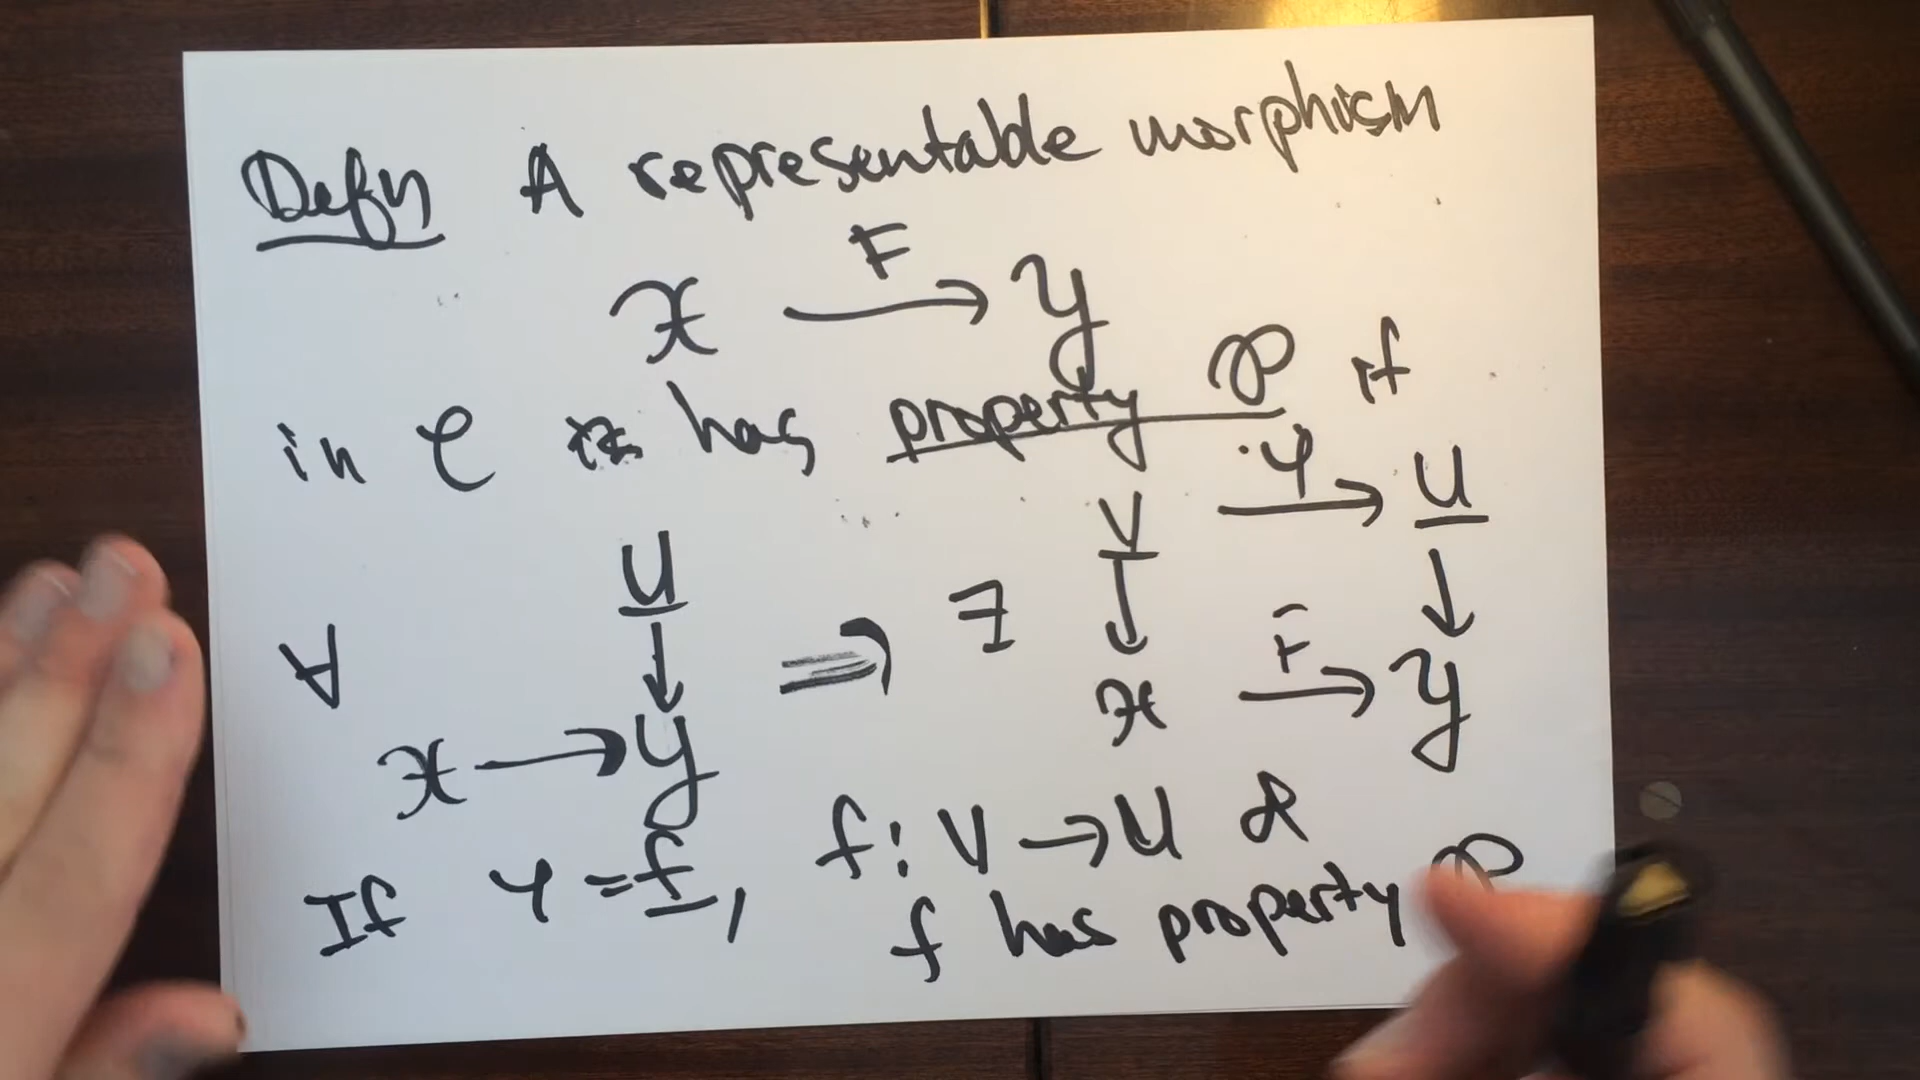 Defn A representable morphism
𝒳 F → 𝒴
in 𝒞 has property 𝒫 if
∀ U ↓ 𝒳 → 𝒴 ⇒ ∃ V φ → U ↓ ↓ 𝒳 F → 𝒴
If φ = f, f: V → U &
f has property 𝒫